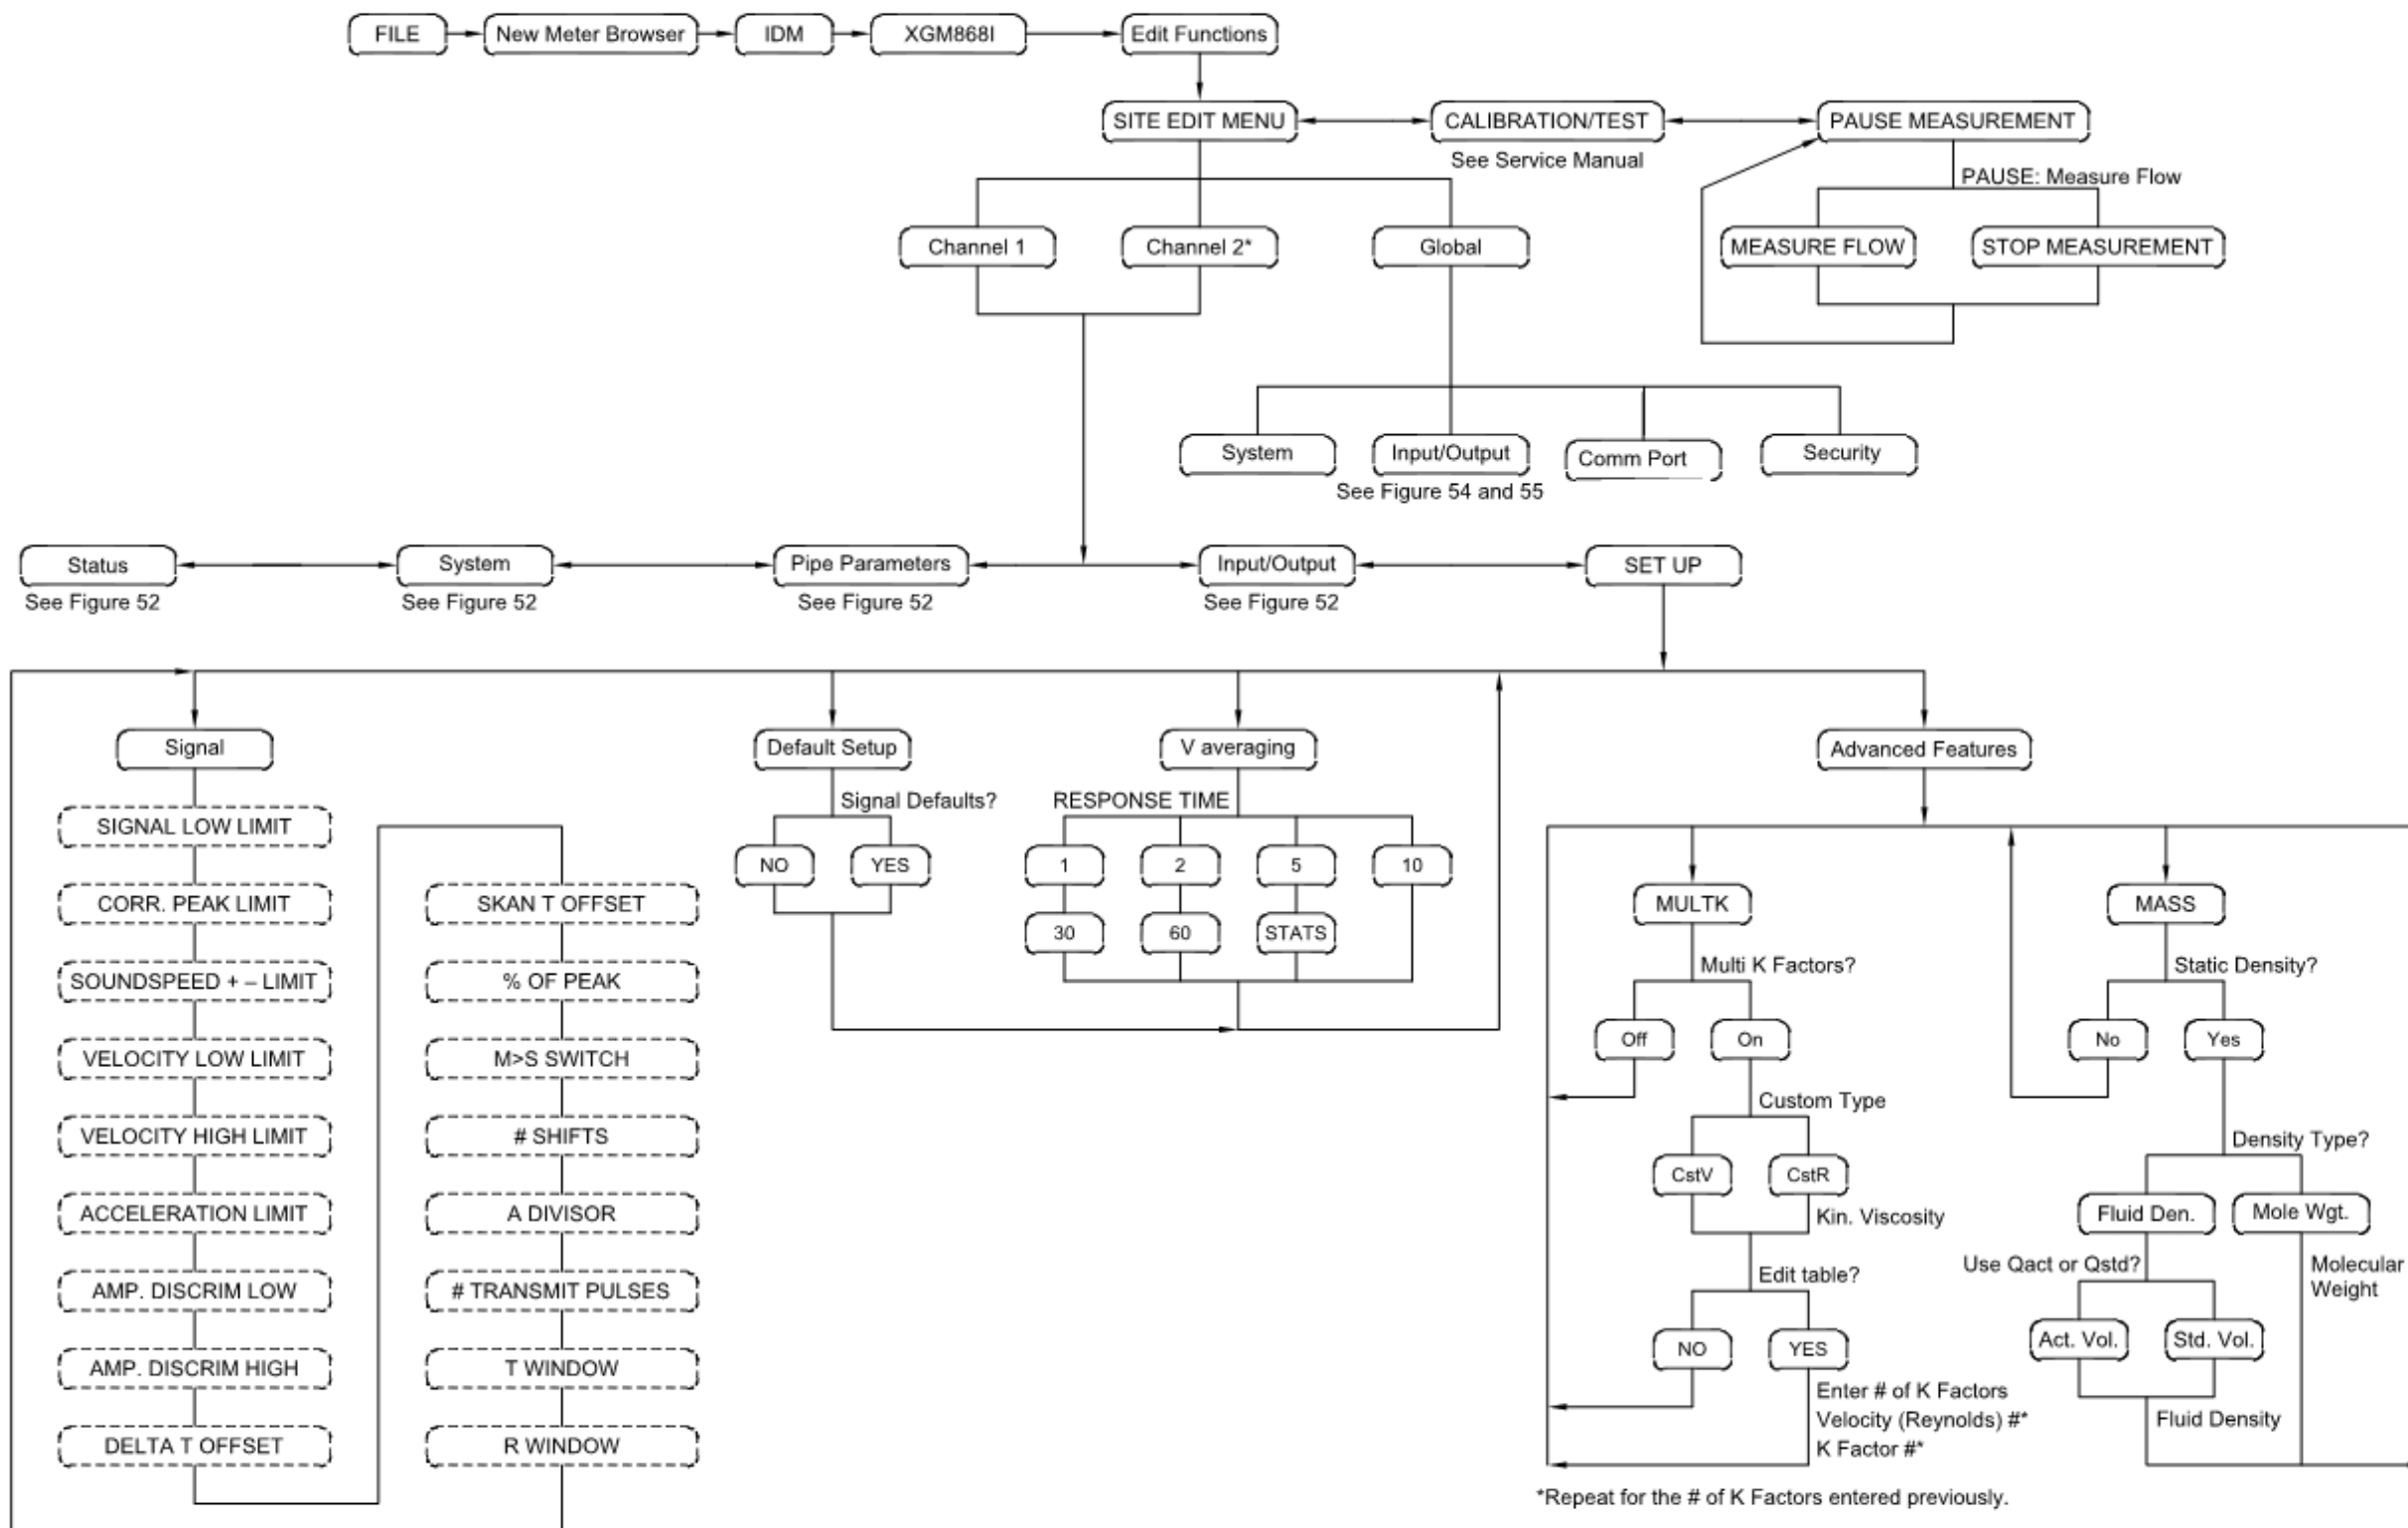 FILE
New Meter Browser
IDM
XGM868I
Edit Functions
SITE EDIT MENU
CALIBRATION/TEST
PAUSE MEASUREMENT
See Service Manual
PAUSE: Measure Flow
Channel 1
Channel 2*
Global
MEASURE FLOW
STOP MEASUREMENT
System
Input/Output
Comm Port
Security
See Figure 54 and 55
Status
System
Pipe Parameters
Input/Output
SET UP
See Figure 52
See Figure 52
See Figure 52
See Figure 52
Signal
SIGNAL LOW LIMIT
CORR. PEAK LIMIT
SOUNDSPEED + – LIMIT
VELOCITY LOW LIMIT
VELOCITY HIGH LIMIT
ACCELERATION LIMIT
AMP. DISCRIM LOW
AMP. DISCRIM HIGH
DELTA T OFFSET
SKAN T OFFSET
% OF PEAK
M>S SWITCH
# SHIFTS
A DIVISOR
# TRANSMIT PULSES
T WINDOW
R WINDOW
Default Setup
Signal Defaults?
NO
YES
V averaging
RESPONSE TIME
1
2
5
10
30
60
STATS
Advanced Features
MULTK
Multi K Factors?
Off
On
Custom Type
CstV
CstR
Kin. Viscosity
Edit table?
NO
YES
Enter # of K Factors
Velocity (Reynolds) #*
K Factor #*
*Repeat for the # of K Factors entered previously.
MASS
Static Density?
No
Yes
Density Type?
Fluid Den.
Mole Wgt.
Use Qact or Qstd?
Molecular
Weight
Act. Vol.
Std. Vol.
Fluid Density